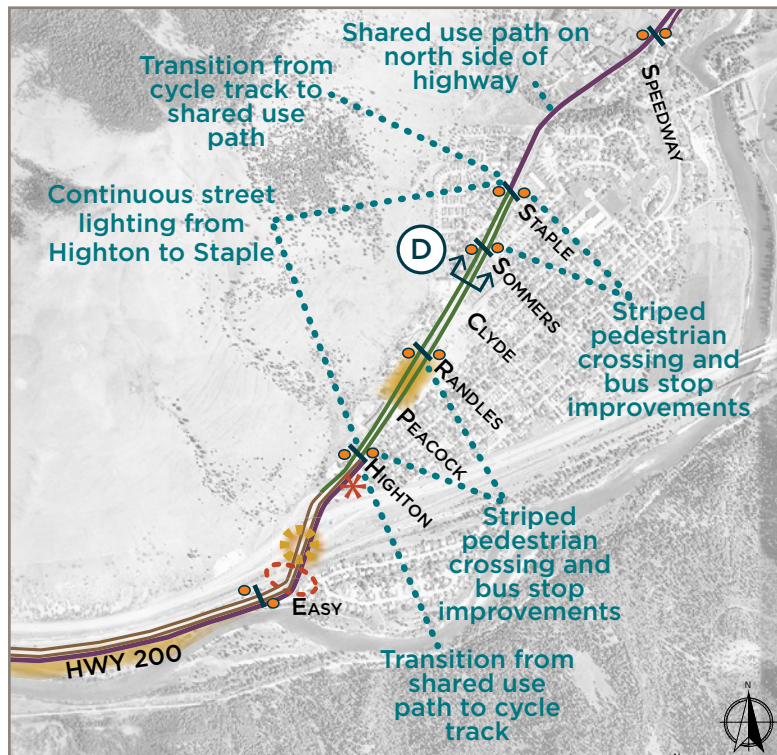 Shared use path on
north side of
highway
Transition from
cycle track to
shared use
path
SPEEDWAY
Continuous street
lighting from
Highton to Staple
STAPLE
D
SOMMERS
CLYDE
Striped
pedestrian
crossing and
bus stop
improvements
RANDLES
PEACOCK
HIGHTON
Striped
pedestrian
crossing and
bus stop
improvements
EASY
HWY 200
Transition from
shared use
path to cycle
track
N